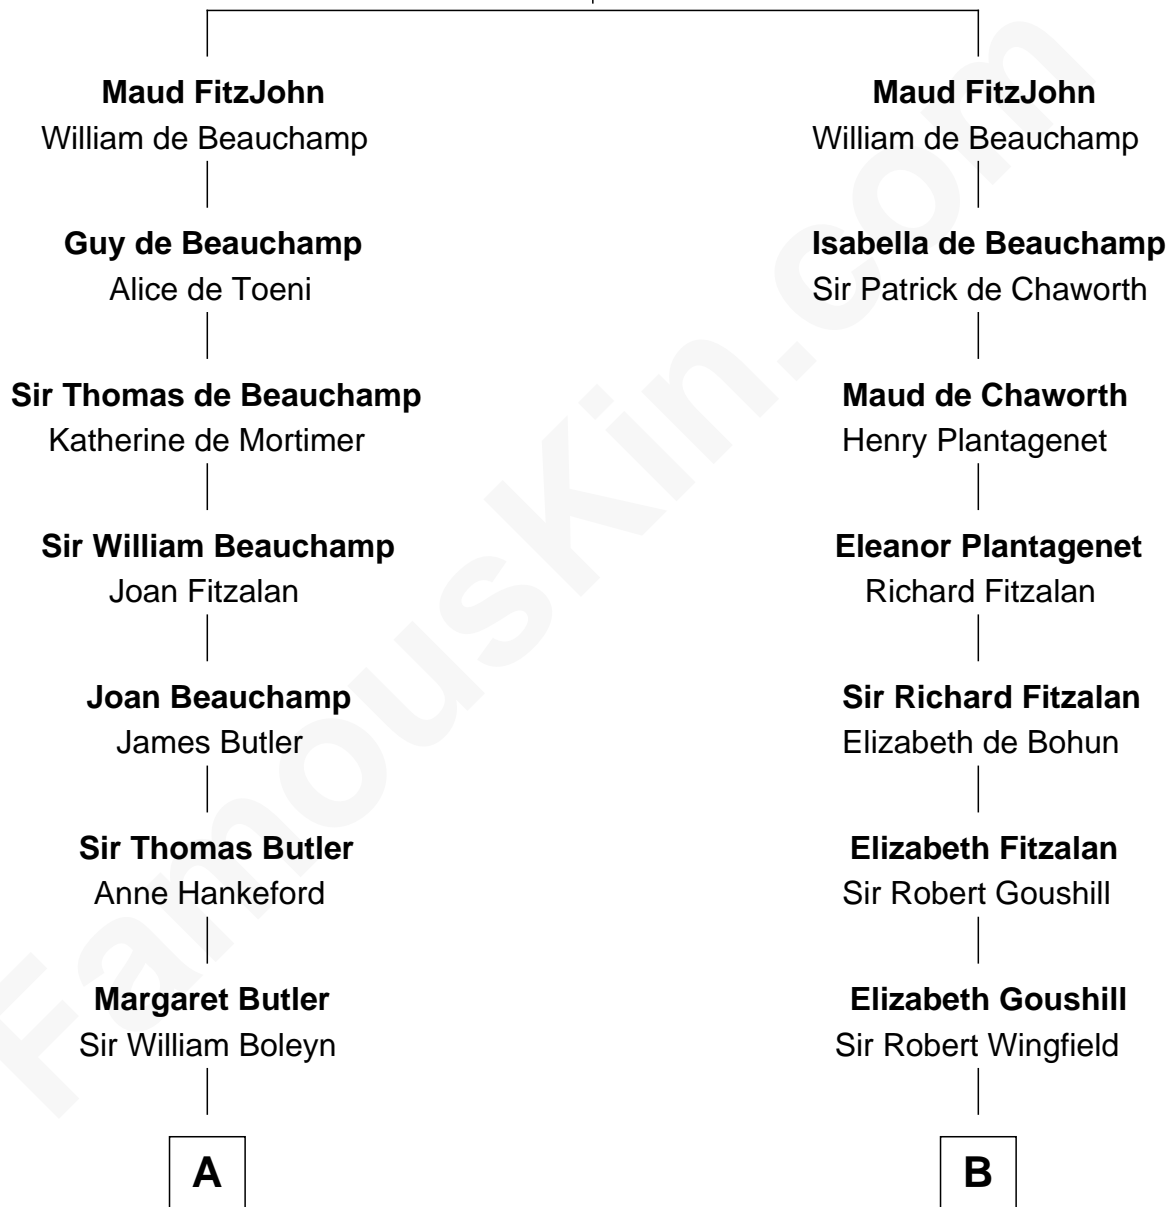 Maud FitzJohn
William de Beauchamp
Guy de Beauchamp
Alice de Toeni
Sir Thomas de Beauchamp
Katherine de Mortimer
Sir William Beauchamp
Joan Fitzalan
Joan Beauchamp
James Butler
Sir Thomas Butler
Anne Hankeford
Margaret Butler
Sir William Boleyn
A
Maud FitzJohn
William de Beauchamp
Isabella de Beauchamp
Sir Patrick de Chaworth
Maud de Chaworth
Henry Plantagenet
Eleanor Plantagenet
Richard Fitzalan
Sir Richard Fitzalan
Elizabeth de Bohun
Elizabeth Fitzalan
Sir Robert Goushill
Elizabeth Goushill
Sir Robert Wingfield
B
FamousKin.com